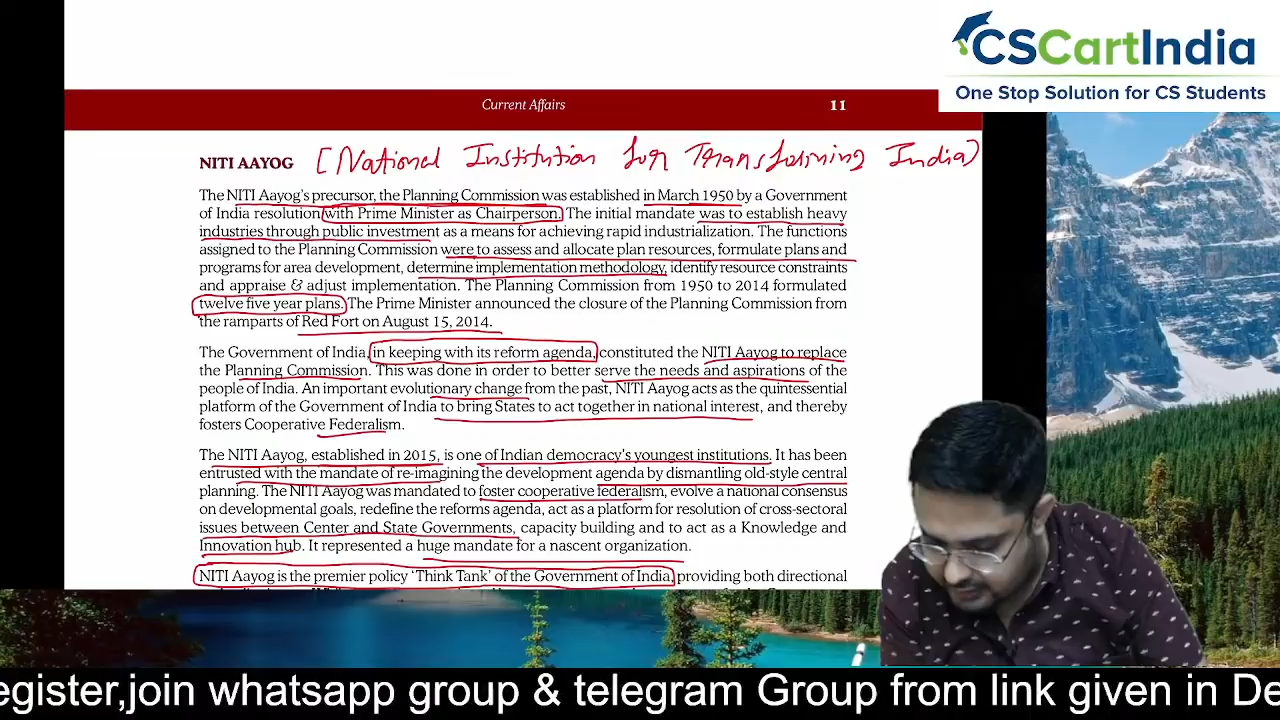 CSCartIndia
One Stop Solution for CS Students
Current Affairs 11
NITI AAYOG (National Institution for Transforming India)
The NITI Aayog's precursor, the Planning Commission was established in March 1950 by a Government
of India resolution with Prime Minister as Chairperson. The initial mandate was to establish heavy
industries through public investment as a means for achieving rapid industrialization. The functions
assigned to the Planning Commission were to assess and allocate plan resources, formulate plans and
programs for area development, determine implementation methodology, identify resource constraints
and appraise & adjust implementation. The Planning Commission from 1950 to 2014 formulated
twelve five year plans. The Prime Minister announced the closure of the Planning Commission from
the ramparts of Red Fort on August 15, 2014.
The Government of India, in keeping with its reform agenda, constituted the NITI Aayog to replace
the Planning Commission. This was done in order to better serve the needs and aspirations of the
people of India. An important evolutionary change from the past, NITI Aayog acts as the quintessential
platform of the Government of India to bring States to act together in national interest, and thereby
fosters Cooperative Federalism.
The NITI Aayog, established in 2015, is one of Indian democracy's youngest institutions. It has been
entrusted with the mandate of re-imagining the development agenda by dismantling old-style central
planning. The NITI Aayog was mandated to foster cooperative federalism, evolve a national consensus
on developmental goals, redefine the reforms agenda, act as a platform for resolution of cross-sectoral
issues between Center and State Governments, capacity building and to act as a Knowledge and
Innovation hub. It represented a huge mandate for a nascent organization.
NITI Aayog is the premier policy 'Think Tank' of the Government of India, providing both directional
egister,join whatsapp group & telegram Group from link given in De